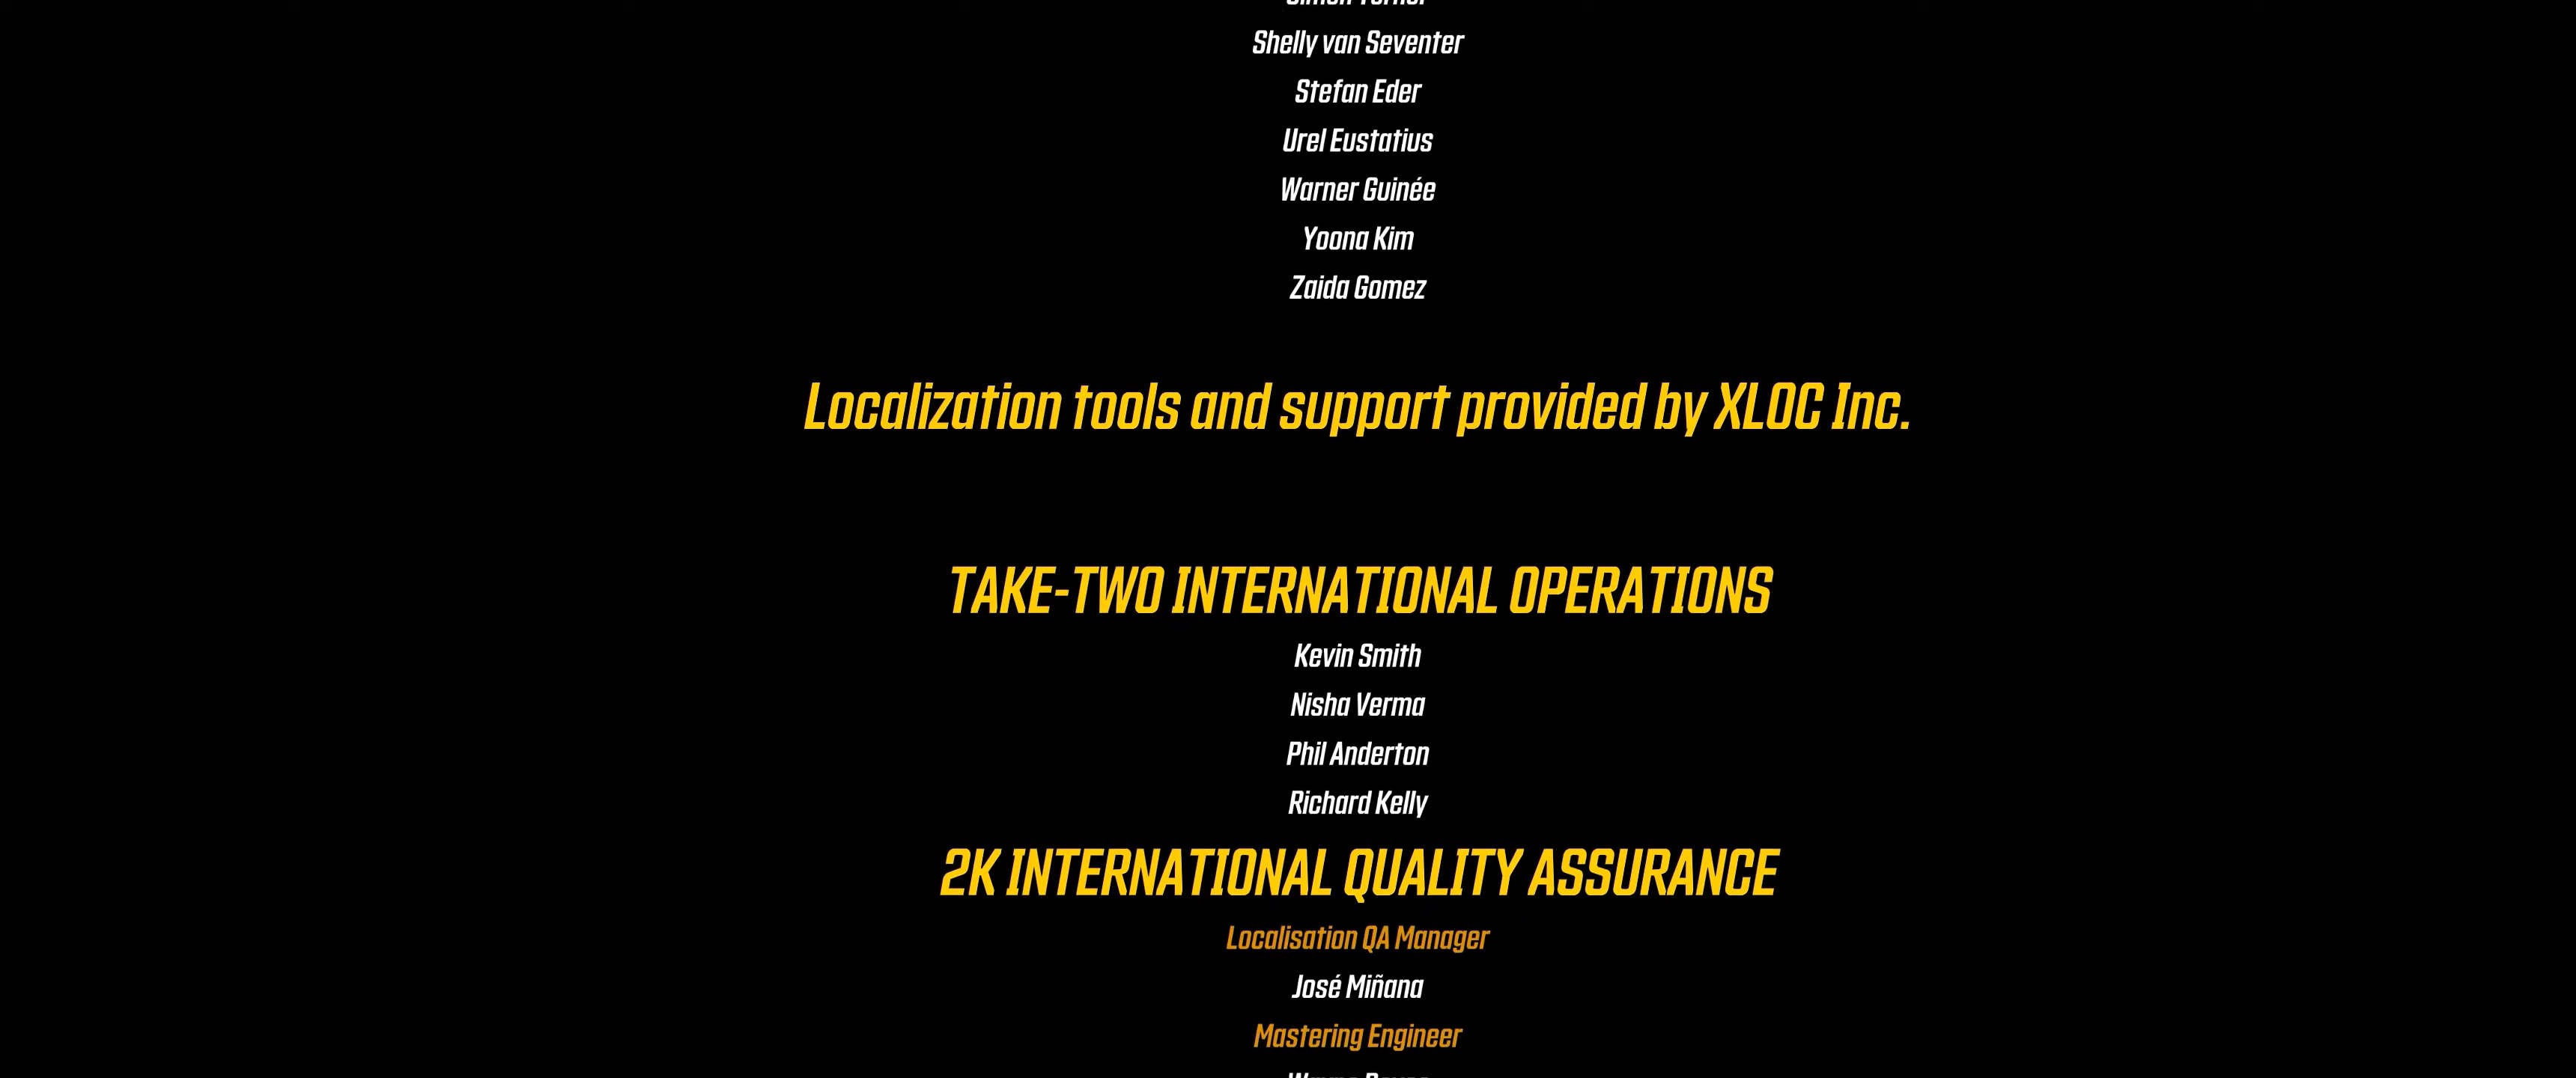 Shelly van Seventer
Stefan Eder
Urel Eustatius
Warner Guinée
Yoona Kim
Zaida Gomez
Localization tools and support provided by XLOC Inc.
TAKE-TWO INTERNATIONAL OPERATIONS
Kevin Smith
Nisha Verma
Phil Anderton
Richard Kelly
2K INTERNATIONAL QUALITY ASSURANCE
Localisation QA Manager
José Miñana
Mastering Engineer